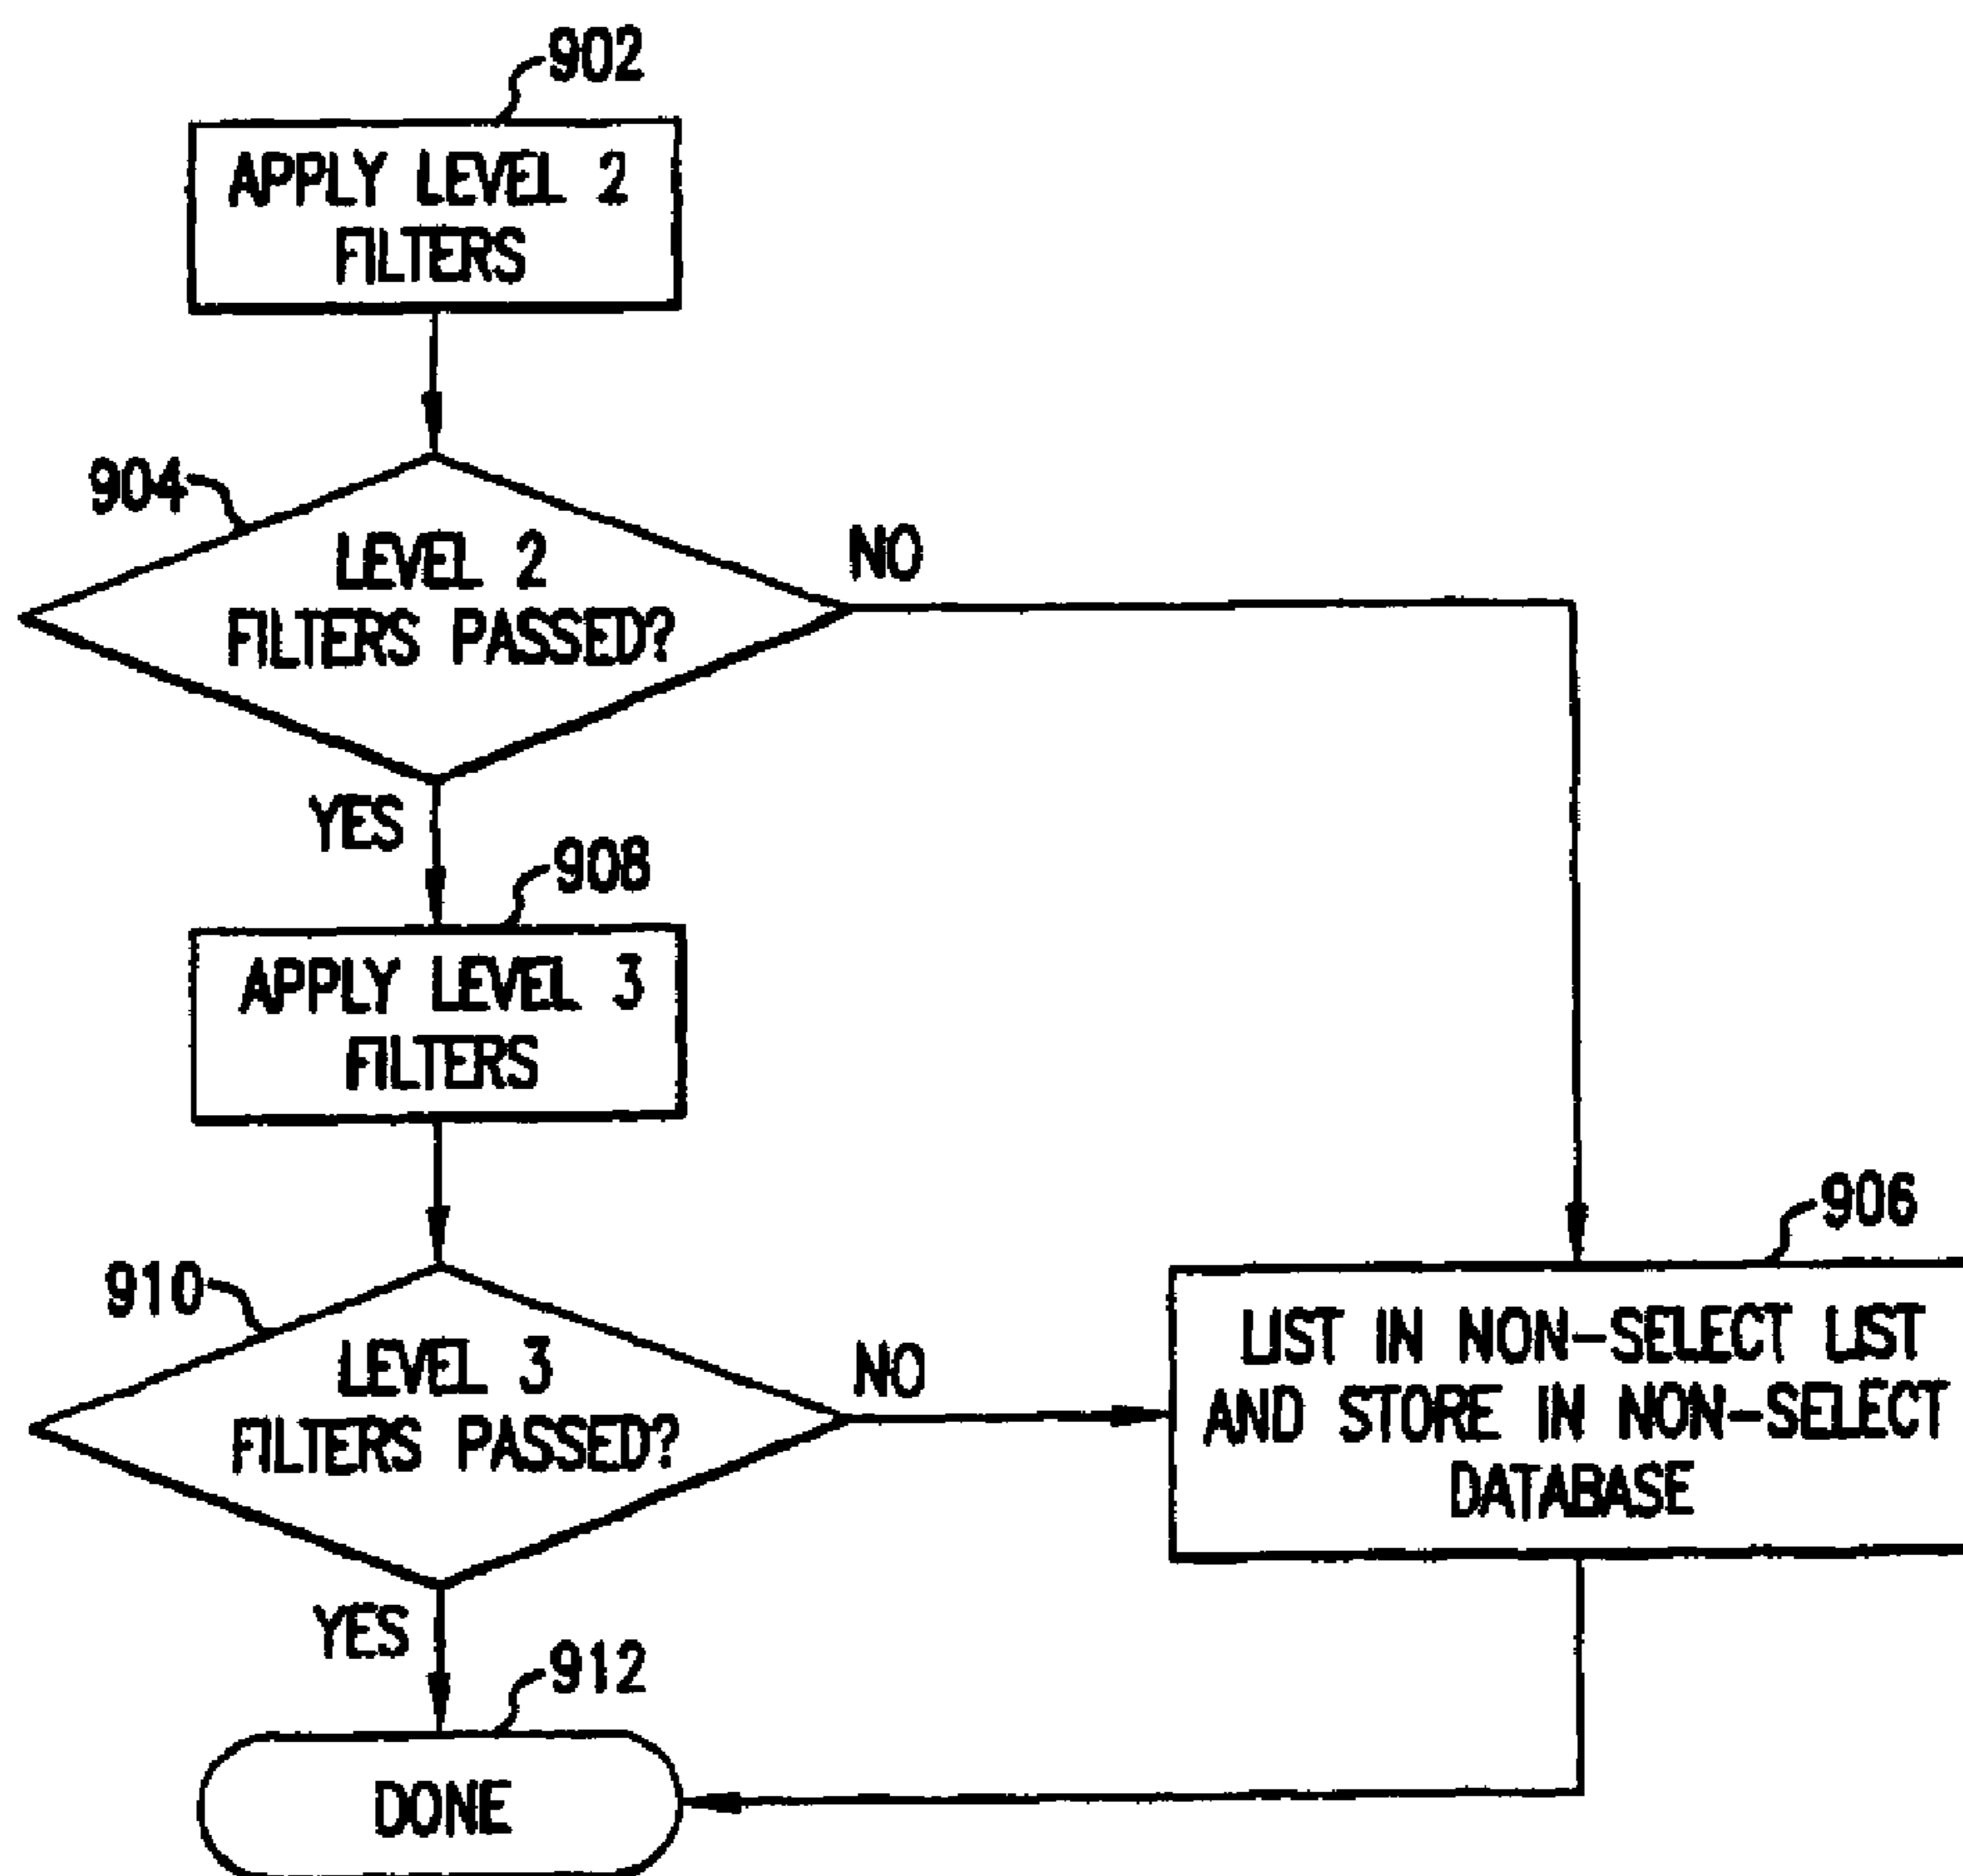 902
APPLY LEVEL 2
FILTERS
904
LEVEL 2
FILTERS PASSED?
NO
YES
908
APPLY LEVEL 3
FILTERS
910
LEVEL 3
FILTERS PASSED?
NO
906
LIST IN NON-SELECT LIST
AND STORE IN NON-SELECT
DATABASE
YES
912
DONE